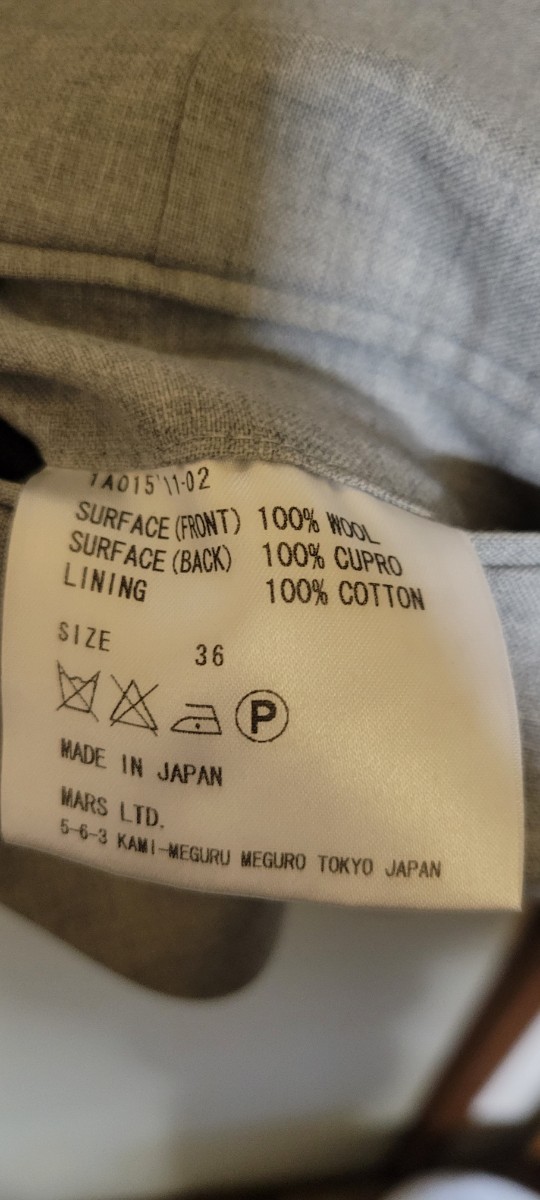 1A015'11-02
SURFACE (FRONT) 100% WOOL
SURFACE (BACK) 100% CUPRO
LINING 100% COTTON
SIZE 36
P
MADE IN JAPAN
MARS LTD.
5-6-3 KAMI-MEGURU MEGURO TOKYO JAPAN